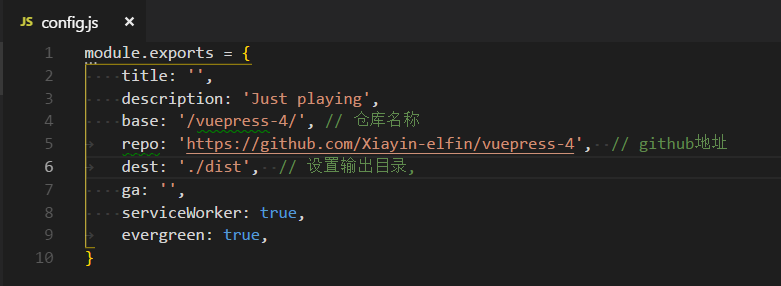 JS config.js ×
1 module.exports = {
2 title: '',
3 description: 'Just playing',
4 base: '/vuepress-4/', // 仓库名称
5 repo: 'https://github.com/Xiayin-elfin/vuepress-4', // github地址
6 dest: './dist', // 设置输出目录,
7 ga: '',
8 serviceWorker: true,
9 evergreen: true,
10 }